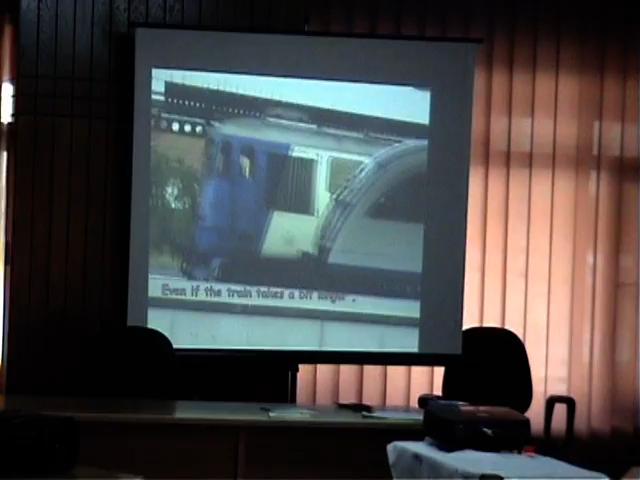 Even if the train takes a bit longer .